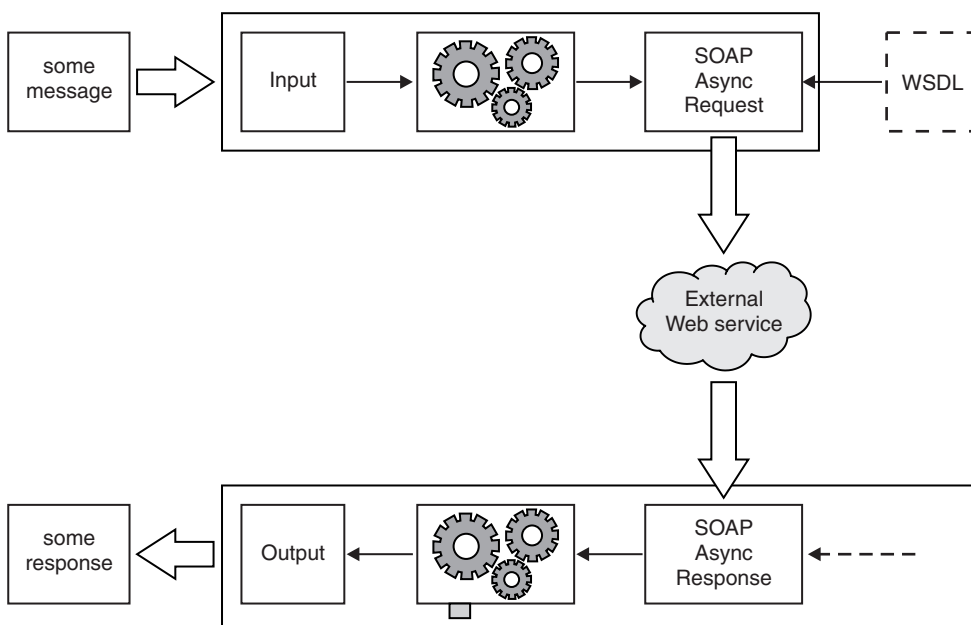 some
message
Input
SOAP
Async
Request
WSDL
External
Web service
some
response
Output
SOAP
Async
Response